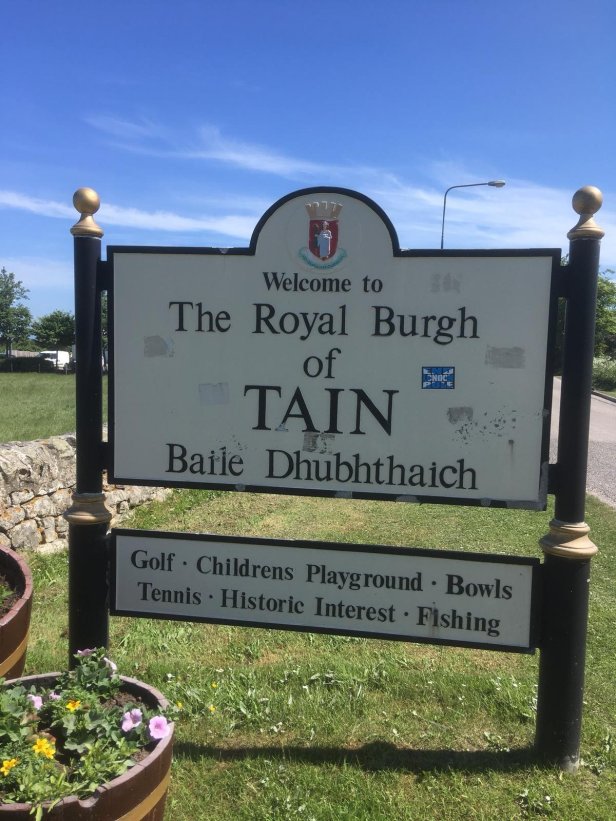 Welcome to
The Royal Burgh
of
TAIN
Baile Dhubhthaich
Golf · Childrens Playground · Bowls
Tennis · Historic Interest · Fishing